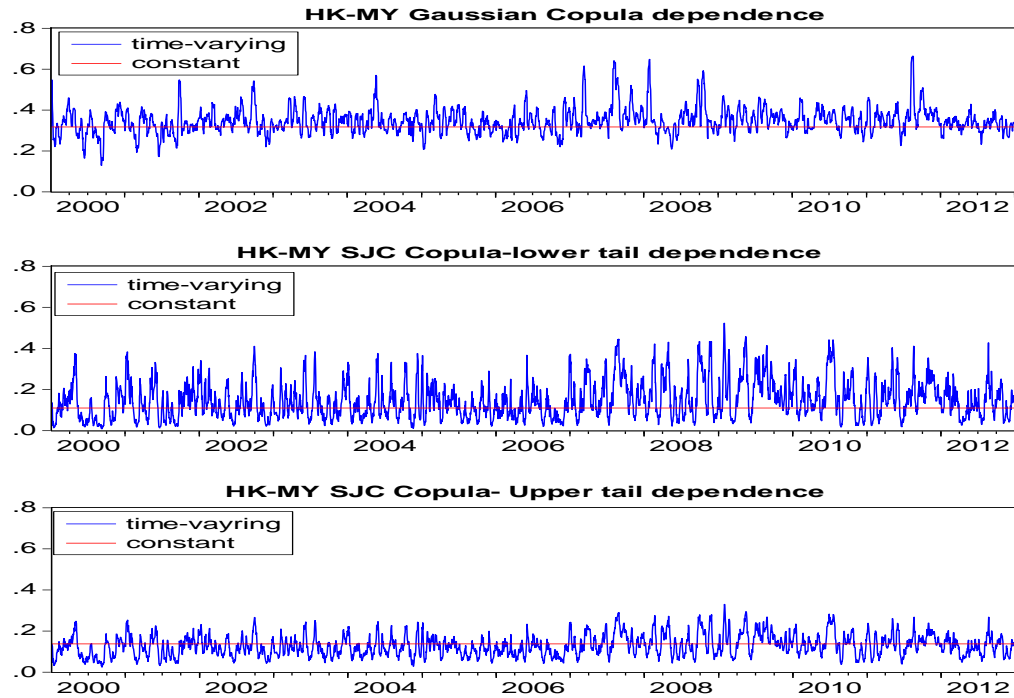 HK-MY Gaussian Copula dependence
.8
time-varying
constant
.6
.4
.2
.0
2000 2002 2004 2006 2008 2010 2012
HK-MY SJC Copula-lower tail dependence
.8
time-varying
constant
.6
.4
.2
.0
2000 2002 2004 2006 2008 2010 2012
HK-MY SJC Copula- Upper tail dependence
.8
time-vayring
constant
.6
.4
.2
.0
2000 2002 2004 2006 2008 2010 2012